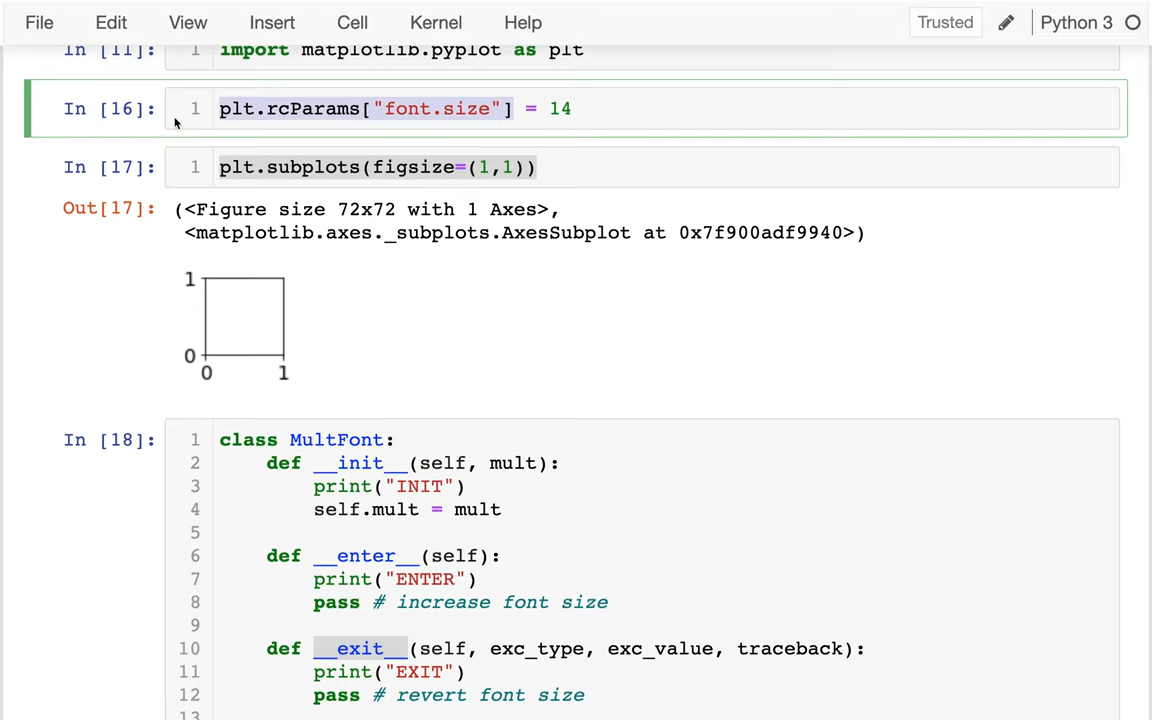 File Edit View Insert Cell Kernel Help Trusted Python 3
In [11]: 1 import matplotlib.pyplot as plt
In [16]: 1 plt.rcParams["font.size"] = 14
In [17]: 1 plt.subplots(figsize=(1,1))
Out[17]: (<Figure size 72x72 with 1 Axes>,
<matplotlib.axes._subplots.AxesSubplot at 0x7f900adf9940>)
1
0
0 1
In [18]: 1 class MultFont:
2 def __init__(self, mult):
3 print("INIT")
4 self.mult = mult
5
6 def __enter__(self):
7 print("ENTER")
8 pass # increase font size
9
10 def __exit__(self, exc_type, exc_value, traceback):
11 print("EXIT")
12 pass # revert font size
13